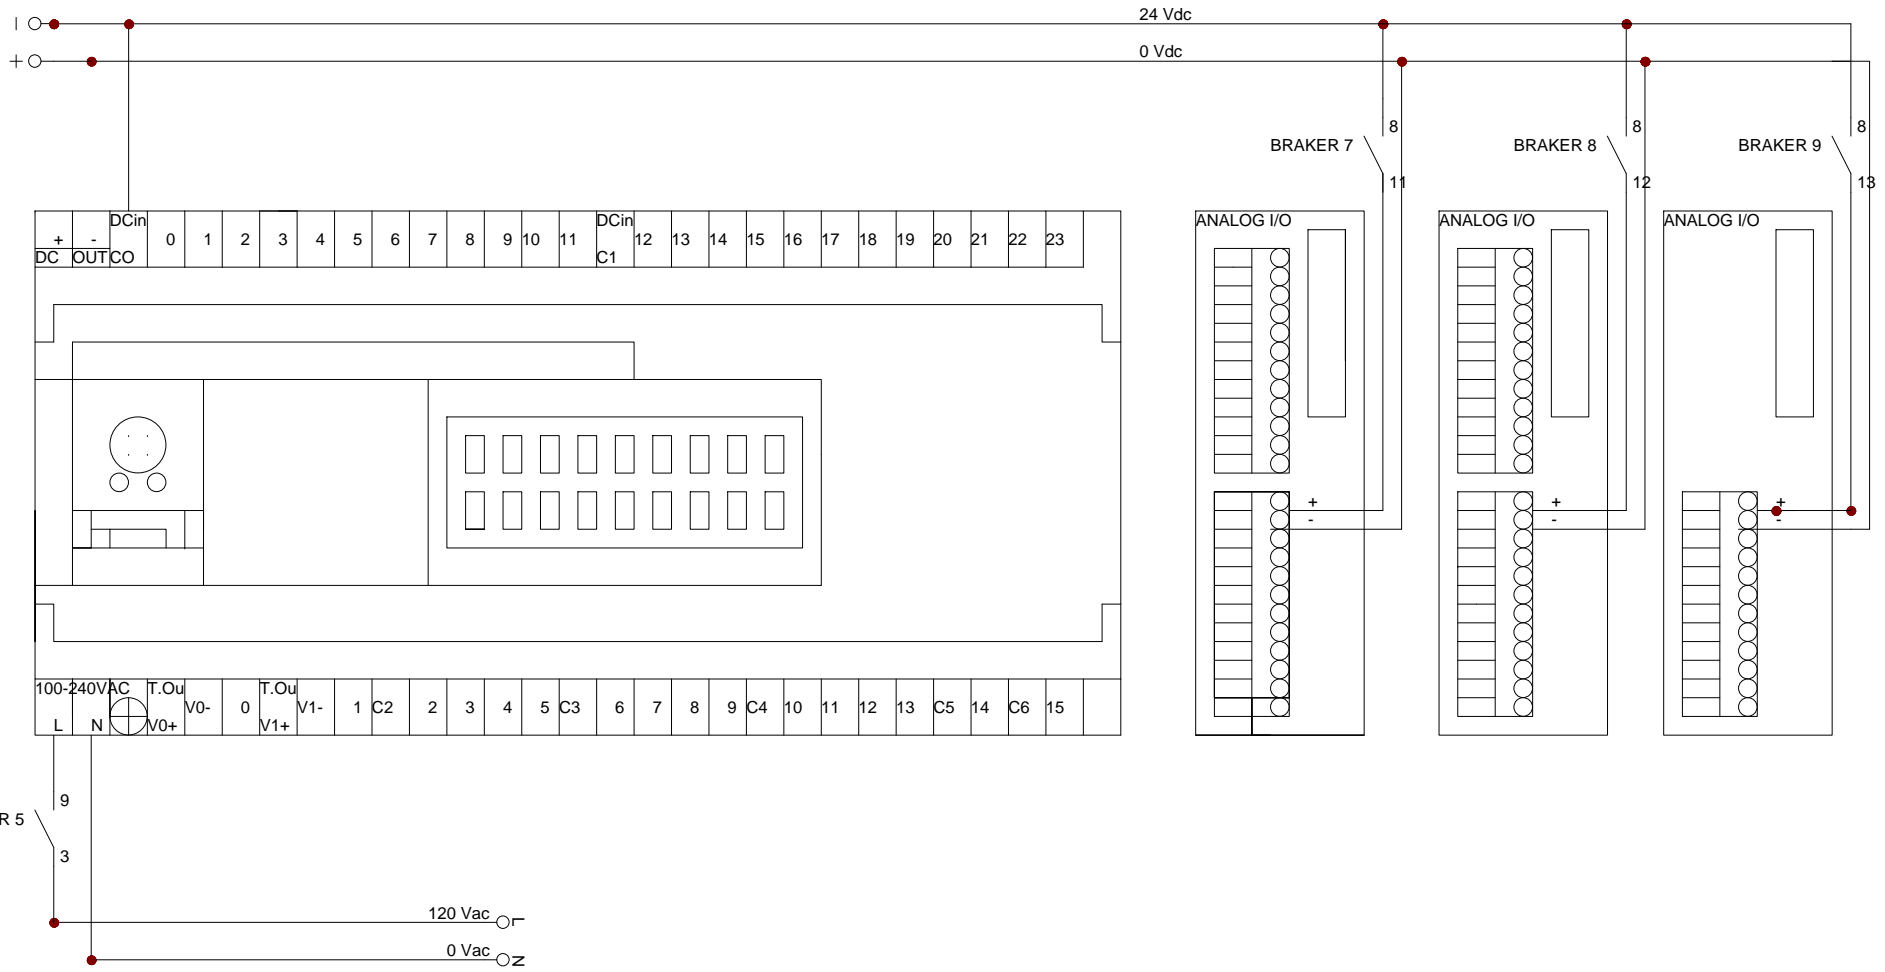 24 Vdc
0 Vdc
8 8 8
BRAKER 7 BRAKER 8 BRAKER 9
11 12 13
DCin DCin
+ - 0 1 2 3 4 5 6 7 8 9 10 11 12 13 14 15 16 17 18 19 20 21 22 23
DC OUT CO C1
ANALOG I/O ANALOG I/O ANALOG I/O
+ + +
- - -
100-240VAC T.Ou T.Ou
V0- 0 V1- 1 C2 2 3 4 5 C3 6 7 8 9 C4 10 11 12 13 C5 14 C6 15
L N V0+ V1+
9
R 5
3
120 Vac L
0 Vac N